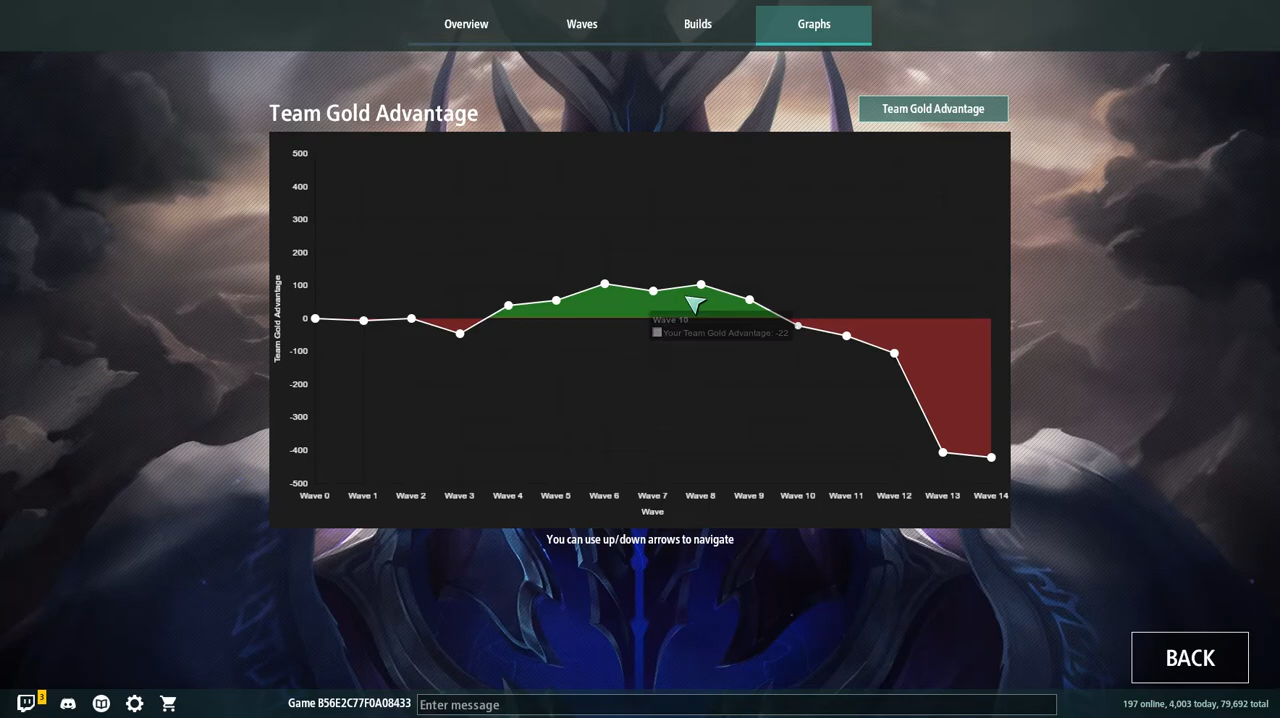 Overview Waves Builds Graphs
Team Gold Advantage
Team Gold Advantage
500
400
300
200
100
0
-100
-200
-300
-400
-500
Team Gold Advantage
Wave 10
Your Team Gold Advantage: -22
Wave 0 Wave 1 Wave 2 Wave 3 Wave 4 Wave 5 Wave 6 Wave 7 Wave 8 Wave 9 Wave 10 Wave 11 Wave 12 Wave 13 Wave 14
Wave
You can use up/down arrows to navigate
BACK
3
Game B56E2C77F0A08433
Enter message
197 online, 4,003 today, 79,692 total